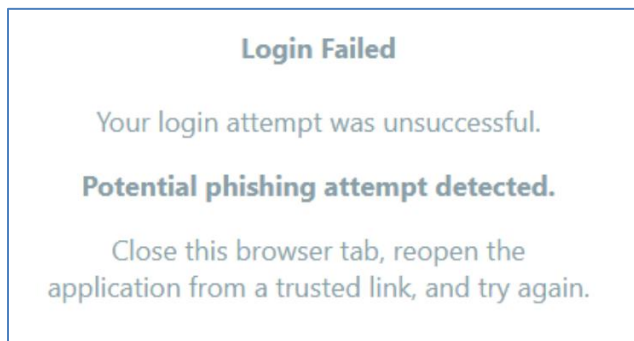 Login Failed
Your login attempt was unsuccessful.
Potential phishing attempt detected.
Close this browser tab, reopen the
application from a trusted link, and try again.